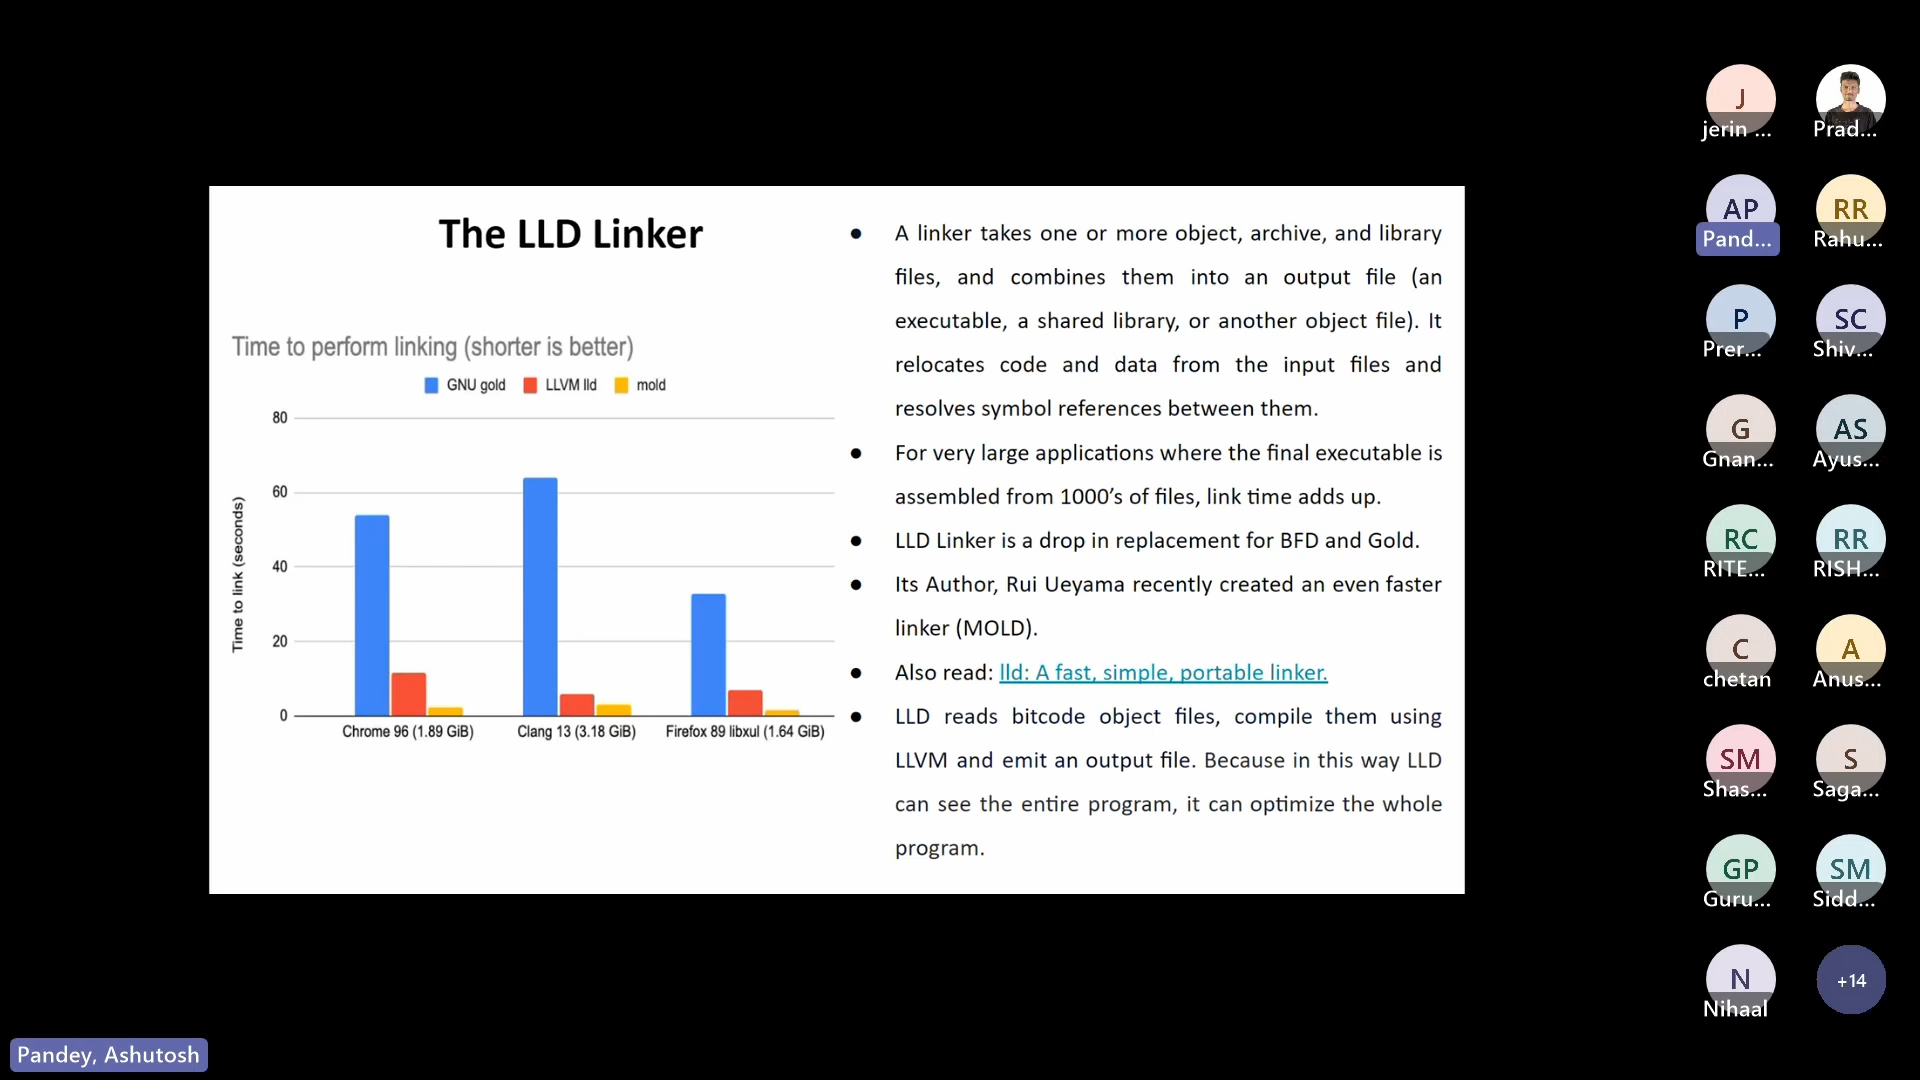 The LLD Linker
Time to perform linking (shorter is better)
GNU gold
LLVM lld
mold
Time to link (seconds)
80
60
40
20
0
Chrome 96 (1.89 GiB)
Clang 13 (3.18 GiB)
Firefox 89 libxul (1.64 GiB)
● A linker takes one or more object, archive, and library
files, and combines them into an output file (an
executable, a shared library, or another object file). It
relocates code and data from the input files and
resolves symbol references between them.
● For very large applications where the final executable is
assembled from 1000’s of files, link time adds up.
● LLD Linker is a drop in replacement for BFD and Gold.
● Its Author, Rui Ueyama recently created an even faster
linker (MOLD).
● Also read: lld: A fast, simple, portable linker.
● LLD reads bitcode object files, compile them using
LLVM and emit an output file. Because in this way LLD
can see the entire program, it can optimize the whole
program.
J
jerin ...
Prad...
AP
Pand...
RR
Rahu...
P
Prer...
SC
Shiv...
G
Gnan...
AS
Ayus...
RC
RITE...
RR
RISH...
C
chetan
A
Anus...
SM
Shas...
S
Saga...
GP
Guru...
SM
Sidd...
N
Nihaal
+14
Pandey, Ashutosh